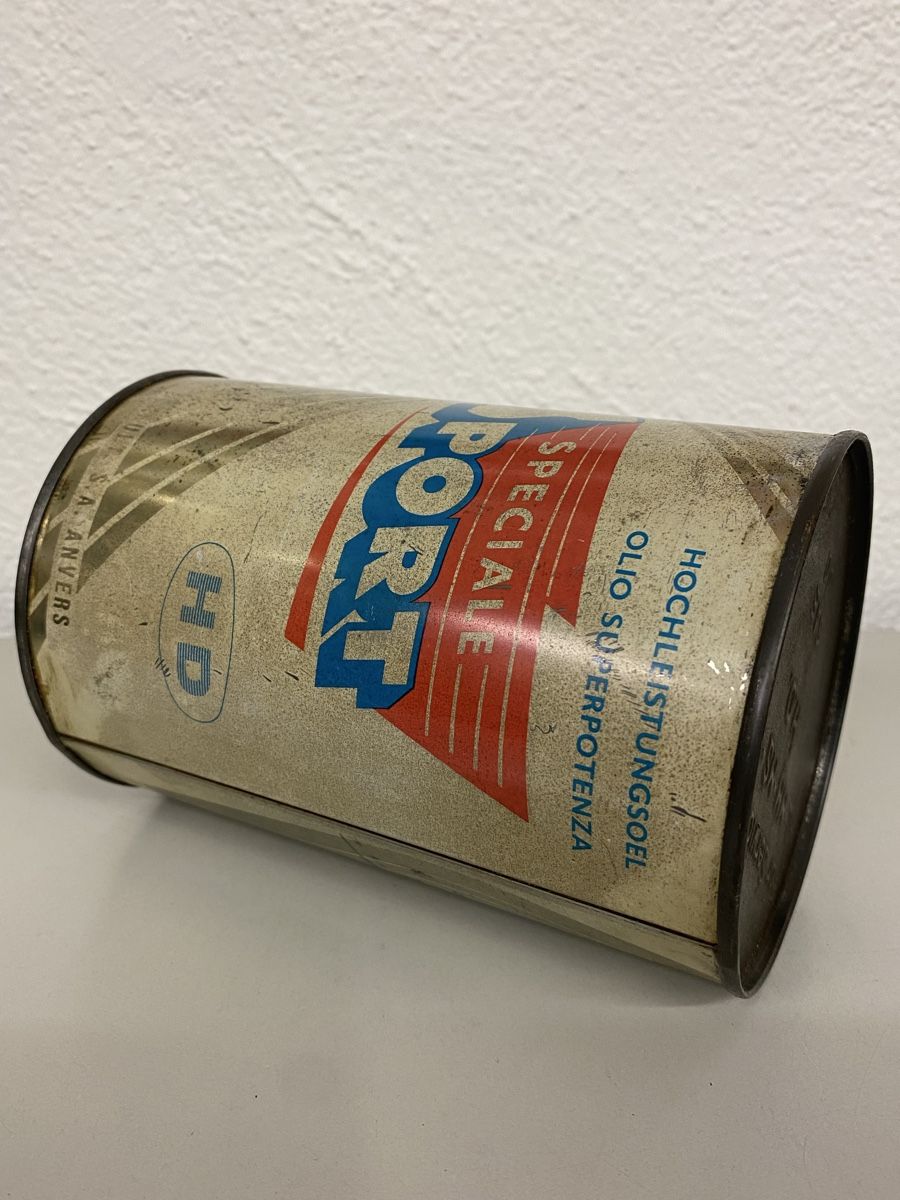 HOCHLEISTUNGSOEL
OLIO SUPERPOTENZA
SPECIALE
SPORT
HD
S.A. ANVERS